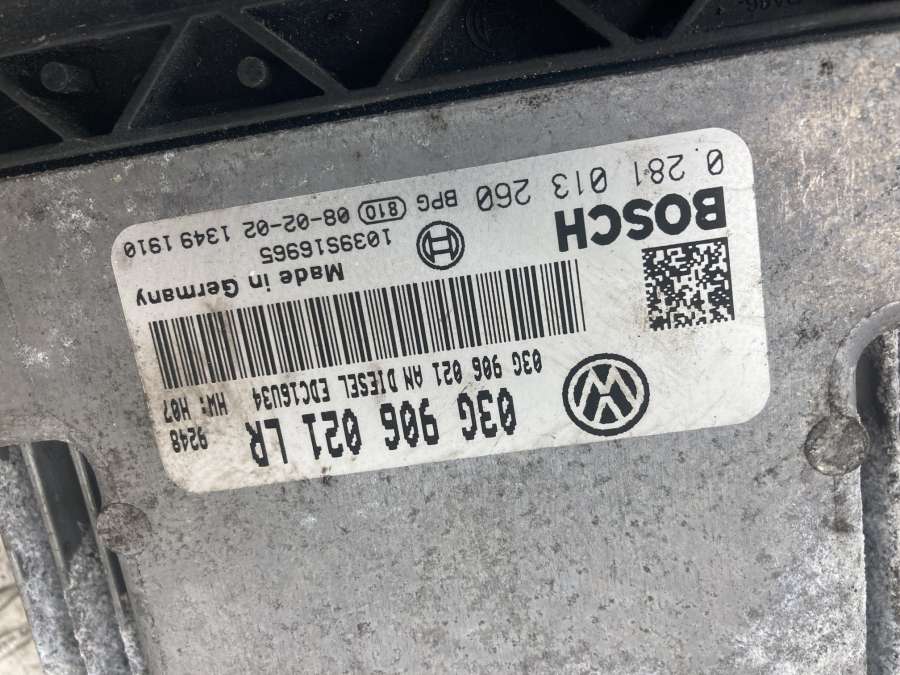 03G 906 021 LR 9248
03G 906 021 AN DIESEL EDC16U34 HW: H07
Made in Germany
1039S16965
BOSCH
0 281 013 260 BPG 810 08-02-02 1349 1910